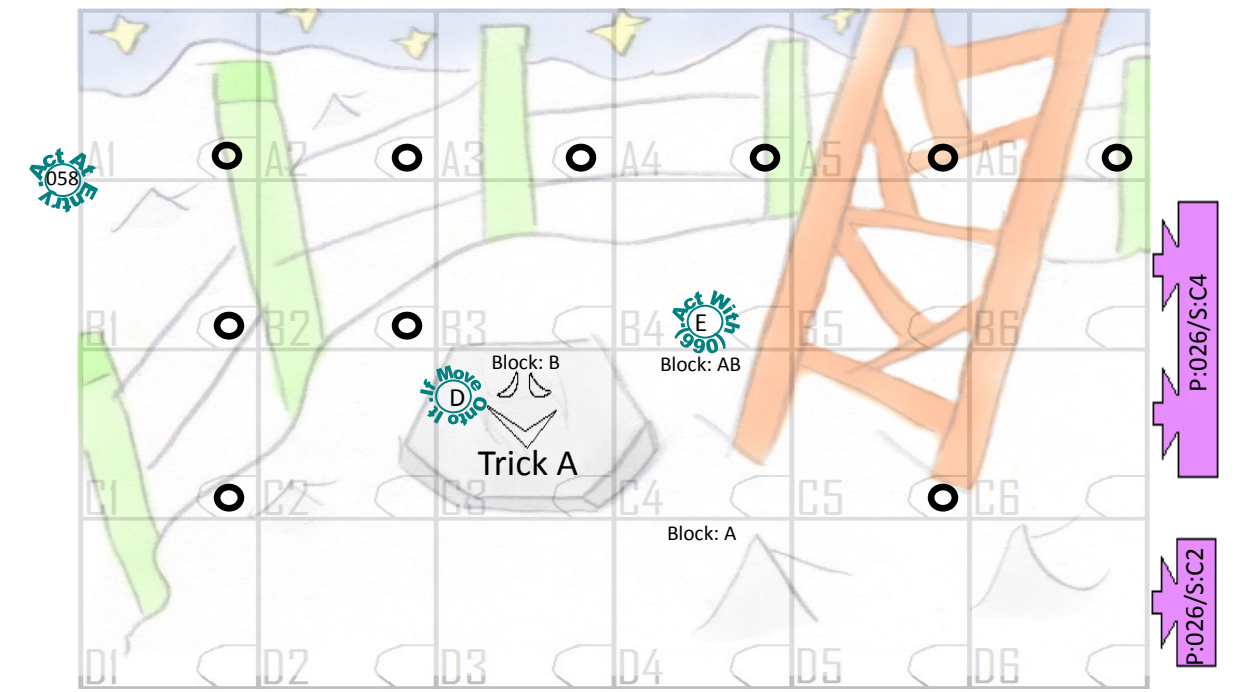 A1 A2 A3 A4 A5 A6
Act At Entry.
058
B1 B2 B3 B4 B5 B6
Act With (066).
E
P:026/S:C4
Block: B
Block: AB
If Move Onto It.
D
Trick A
C1 C2 C3 C4 C5 C6
Block: A
P:026/S:C2
D1 D2 D3 D4 D5 D6